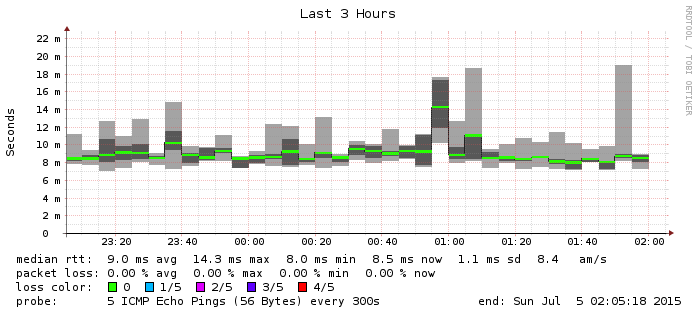 Last 3 Hours
RRDTOOL / TOBI OETIKER
Seconds
22 m
20 m
18 m
16 m
14 m
12 m
10 m
8 m
6 m
4 m
2 m
0
23:20 23:40 00:00 00:20 00:40 01:00 01:20 01:40 02:00
median rtt: 9.0 ms avg 14.3 ms max 8.0 ms min 8.5 ms now 1.1 ms sd 8.4 am/s
packet loss: 0.00 % avg 0.00 % max 0.00 % min 0.00 % now
loss color: 0 1/5 2/5 3/5 4/5
probe: 5 ICMP Echo Pings (56 Bytes) every 300s end: Sun Jul 5 02:05:18 2015